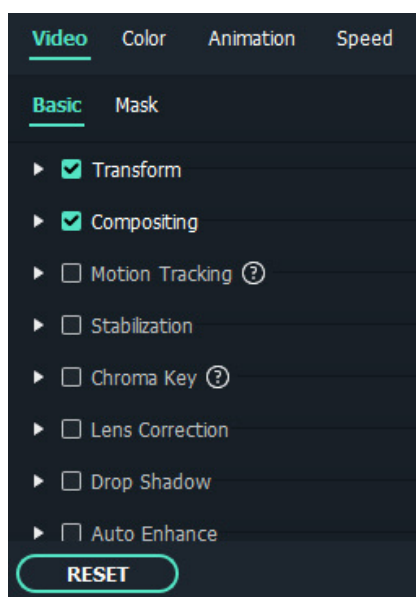 Video Color Animation Speed
Basic Mask
Transform
Compositing
Motion Tracking ?
Stabilization
Chroma Key ?
Lens Correction
Drop Shadow
Auto Enhance
RESET